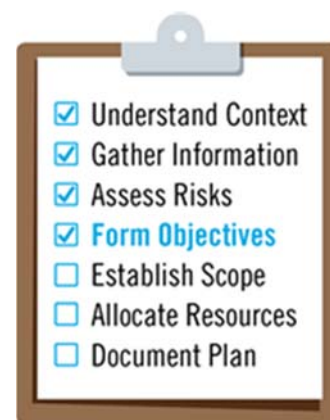 Understand Context
Gather Information
Assess Risks
Form Objectives
Establish Scope
Allocate Resources
Document Plan